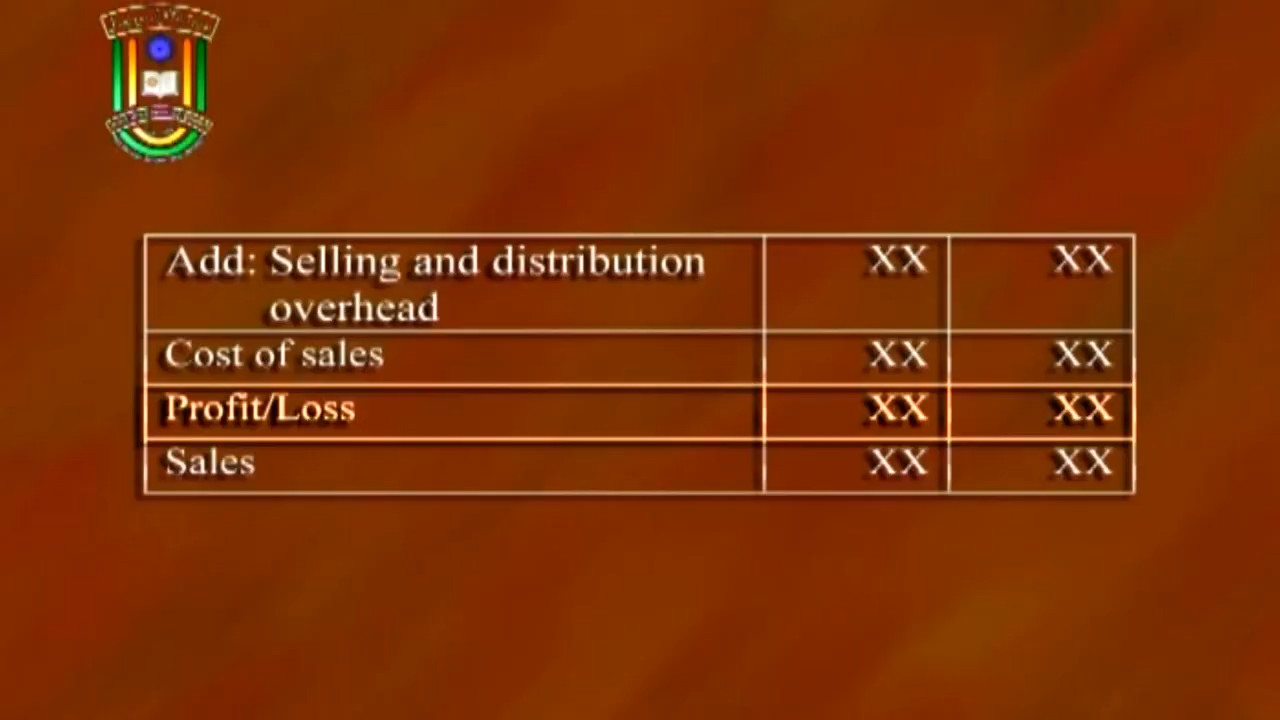 Add: Selling and distribution XX XX
overhead
Cost of sales XX XX
Profit/Loss XX XX
Sales XX XX